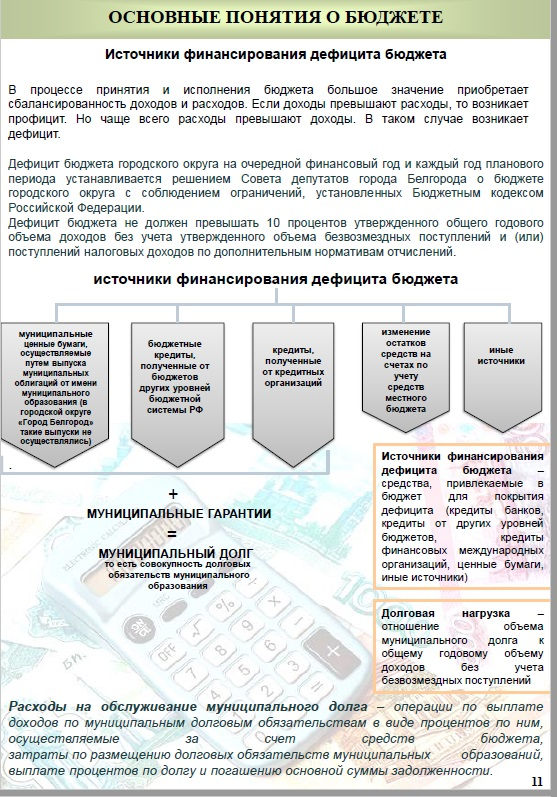 ОСНОВНЫЕ ПОНЯТИЯ О БЮДЖЕТЕ
Источники финансирования дефицита бюджета
В процессе принятия и исполнения бюджета большое значение приобретает
сбалансированность доходов и расходов. Если доходы превышают расходы, то возникает
профицит. Но чаще всего расходы превышают доходы. В таком случае возникает
дефицит.
Дефицит бюджета городского округа на очередной финансовый год и каждый год планового
периода устанавливается решением Совета депутатов города Белгорода о бюджете
городского округа с соблюдением ограничений, установленных Бюджетным кодексом
Российской Федерации.
Дефицит бюджета не должен превышать 10 процентов утвержденного общего годового
объема доходов без учета утвержденного объема безвозмездных поступлений и (или)
поступлений налоговых доходов по дополнительным нормативам отчислений.
источники финансирования дефицита бюджета
муниципальные
ценные бумаги,
осуществляемые
путем выпуска
муниципальных
облигаций от имени
муниципального
образования (в
городской округе
«Город Белгород»
такие выпуски не
осуществлялись)
бюджетные
кредиты,
полученные от
бюджетов
других уровней
бюджетной
системы РФ
кредиты,
полученные
от кредитных
организаций
изменение
остатков
средств на
счетах по
учету
средств
местного
бюджета
иные
источники
.
+
МУНИЦИПАЛЬНЫЕ ГАРАНТИИ
=
МУНИЦИПАЛЬНЫЙ ДОЛГ
то есть совокупность долговых
обязательств муниципального
образования
Источники финансирования
дефицита бюджета –
средства, привлекаемые в
бюджет для покрытия
дефицита (кредиты банков,
кредиты от других уровней
бюджетов, кредиты
финансовых международных
организаций, ценные бумаги,
иные источники)
Долговая нагрузка –
отношение объема
муниципального долга к
общему годовому объему
доходов без учета
безвозмездных поступлений
Расходы на обслуживание муниципального долга – операции по выплате
доходов по муниципальным долговым обязательствам в виде процентов по ним,
осуществляемые за счет средств бюджета,
затраты по размещению долговых обязательств муниципальных образований,
выплате процентов по долгу и погашению основной суммы задолженности.
11